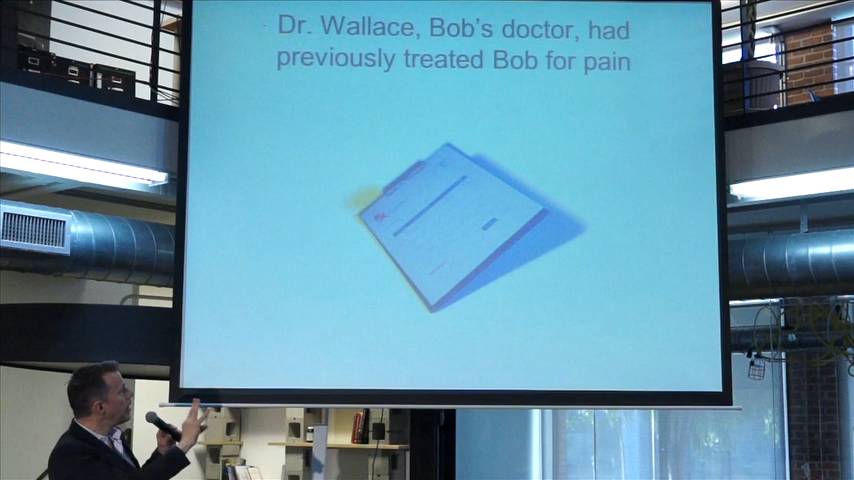 Dr. Wallace, Bob's doctor, had
previously treated Bob for pain